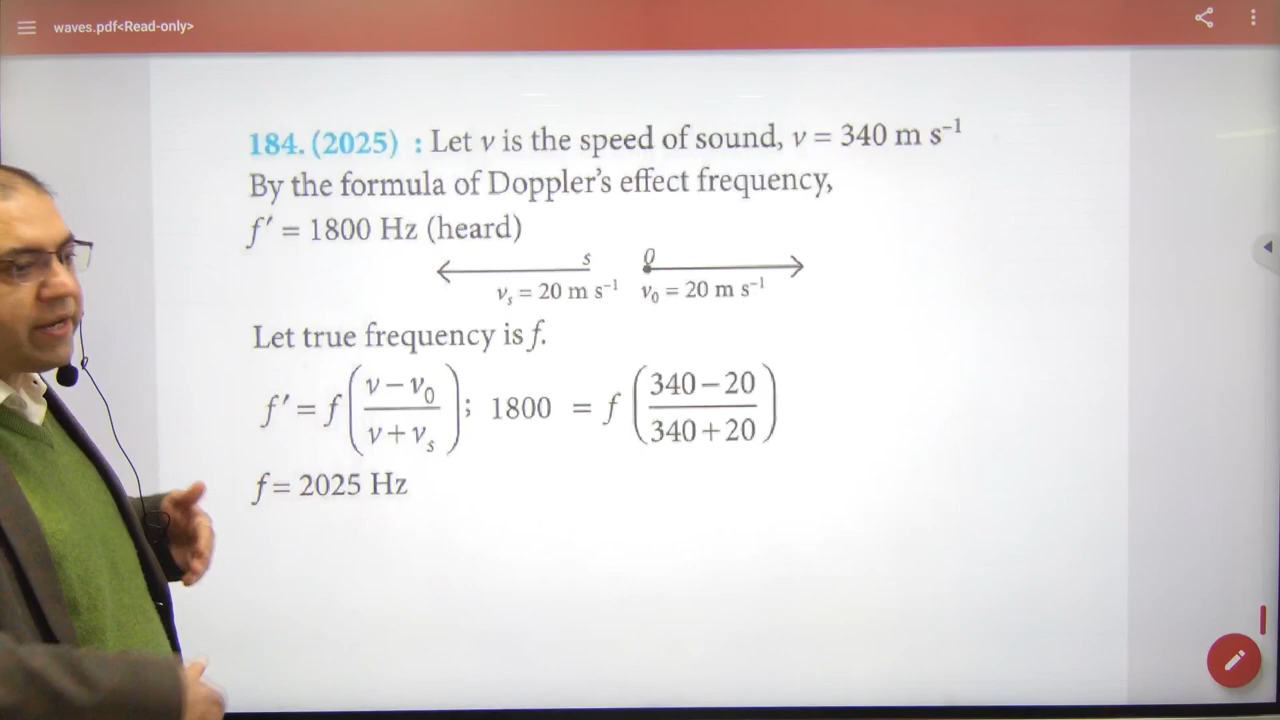 waves.pdf<Read-only>
184. (2025) : Let v is the speed of sound, v = 340 m s⁻¹
By the formula of Doppler's effect frequency,
f′ = 1800 Hz (heard)
s O
vₛ = 20 m s⁻¹ v₀ = 20 m s⁻¹
Let true frequency is f.
f′ = f((v − v₀)/(v + vₛ)); 1800 = f((340 − 20)/(340 + 20))
f = 2025 Hz